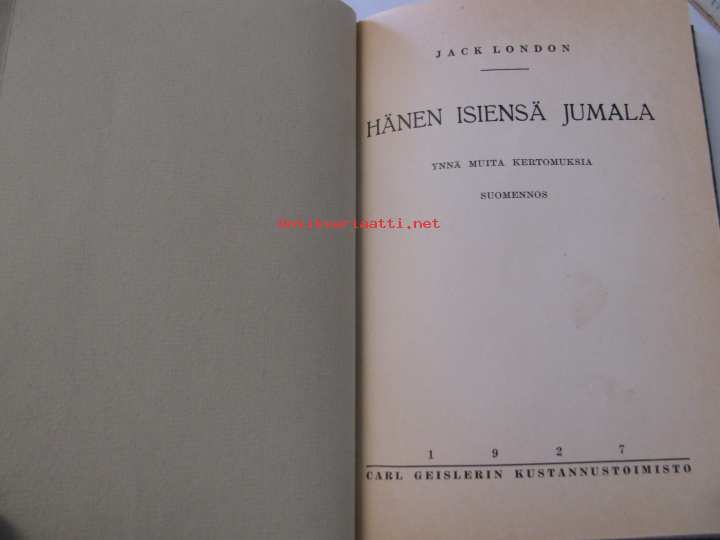 JACK LONDON
HÄNEN ISIENSÄ JUMALA
YNNÄ MUITA KERTOMUKSIA
SUOMENNOS
Antikvariaatti.net
1 9 2 7
CARL GEISLERIN KUSTANNUSTOIMISTO